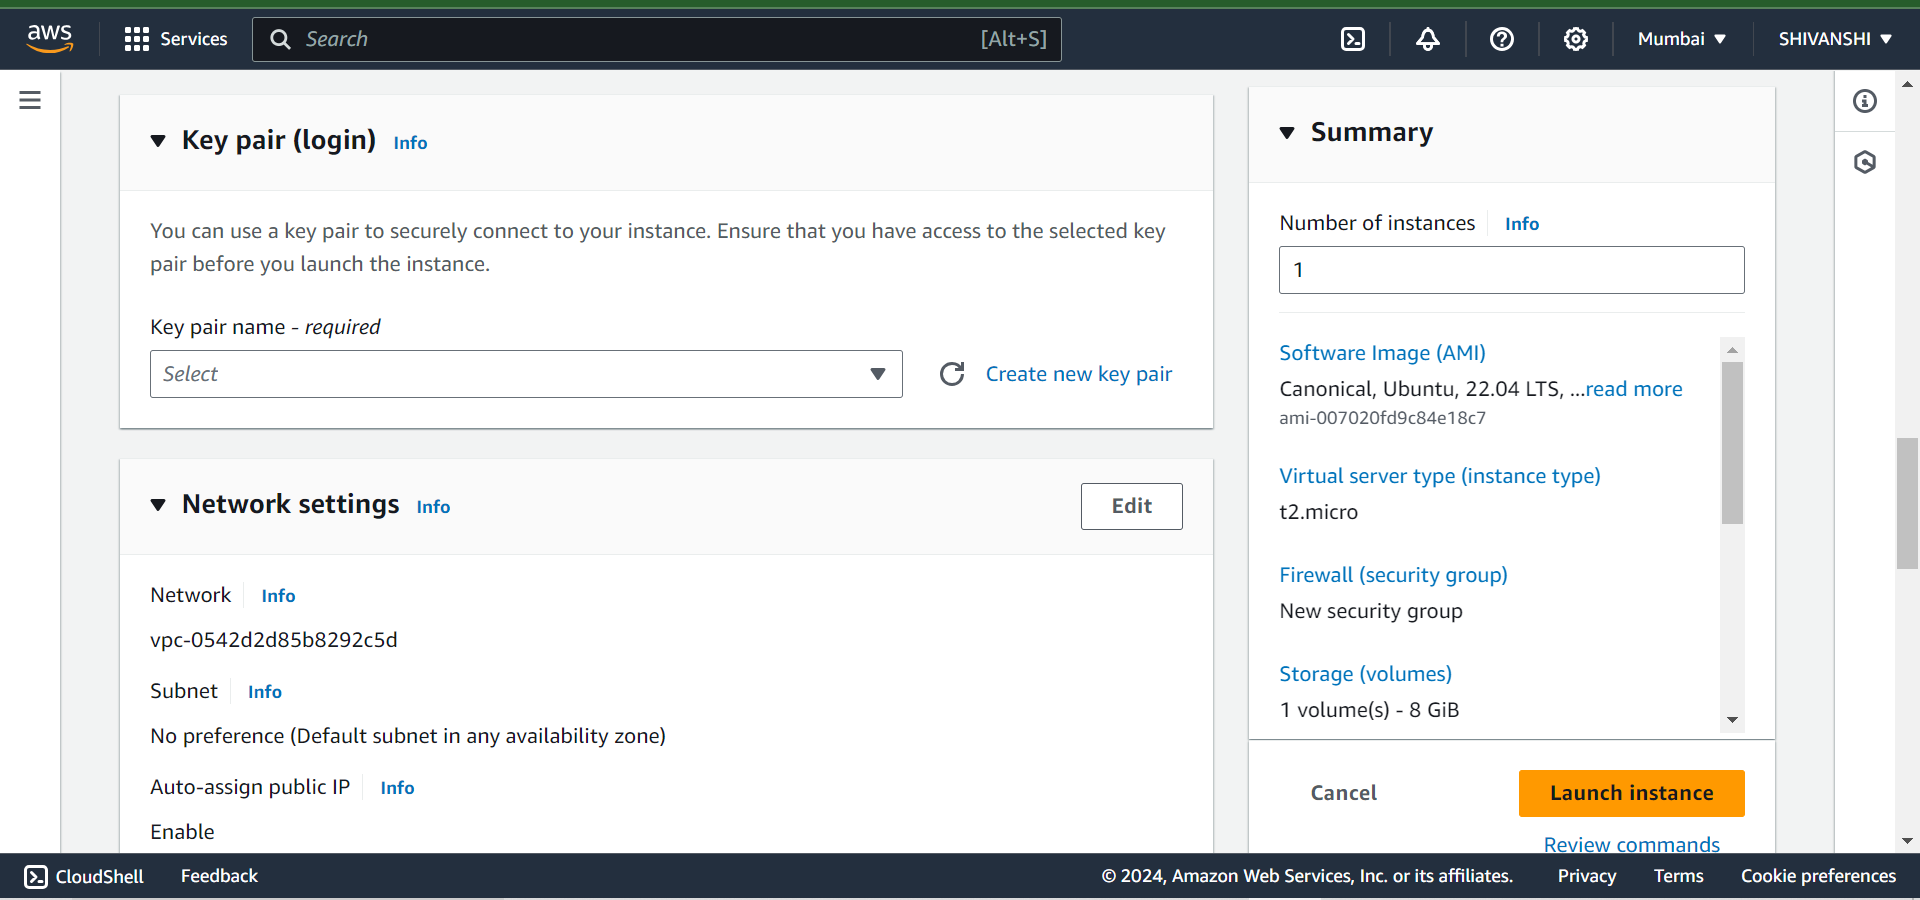 aws
Services
Search [Alt+S]
Mumbai
SHIVANSHI
Key pair (login) Info
You can use a key pair to securely connect to your instance. Ensure that you have access to the selected key
pair before you launch the instance.
Key pair name - required
Select
Create new key pair
Network settings Info
Edit
Network Info
vpc-0542d2d85b8292c5d
Subnet Info
No preference (Default subnet in any availability zone)
Auto-assign public IP Info
Enable
Summary
Number of instances Info
1
Software Image (AMI)
Canonical, Ubuntu, 22.04 LTS, ...read more
ami-007020fd9c84e18c7
Virtual server type (instance type)
t2.micro
Firewall (security group)
New security group
Storage (volumes)
1 volume(s) - 8 GiB
Cancel
Launch instance
Review commands
CloudShell
Feedback
© 2024, Amazon Web Services, Inc. or its affiliates.
Privacy
Terms
Cookie preferences